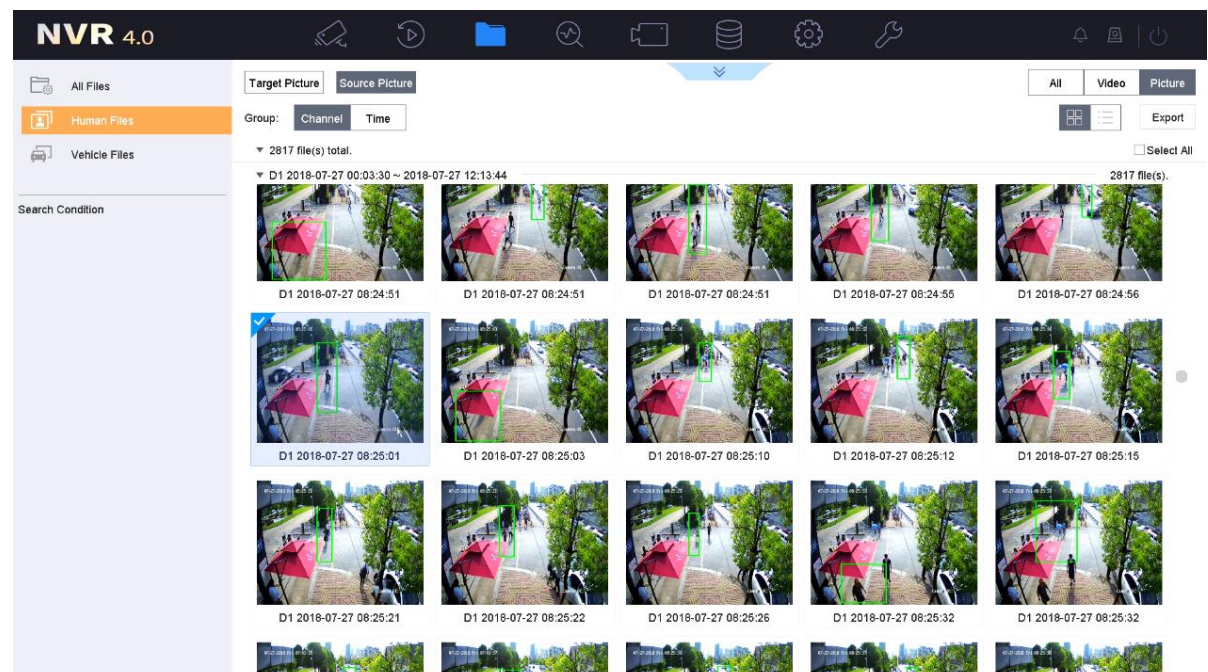 NVR 4.0
All Files
Human Files
Vehicle Files
Search Condition
Target Picture Source Picture
All Video Picture
Group: Channel Time
Export
2817 file(s) total.
Select All
D1 2018-07-27 00:03:30 ~ 2018-07-27 12:13:44
2817 file(s).
D1 2018-07-27 08:24:51
D1 2018-07-27 08:24:51
D1 2018-07-27 08:24:51
D1 2018-07-27 08:24:55
D1 2018-07-27 08:24:56
D1 2018-07-27 08:25:01
D1 2018-07-27 08:25:03
D1 2018-07-27 08:25:10
D1 2018-07-27 08:25:12
D1 2018-07-27 08:25:15
D1 2018-07-27 08:25:21
D1 2018-07-27 08:25:22
D1 2018-07-27 08:25:26
D1 2018-07-27 08:25:32
D1 2018-07-27 08:25:32